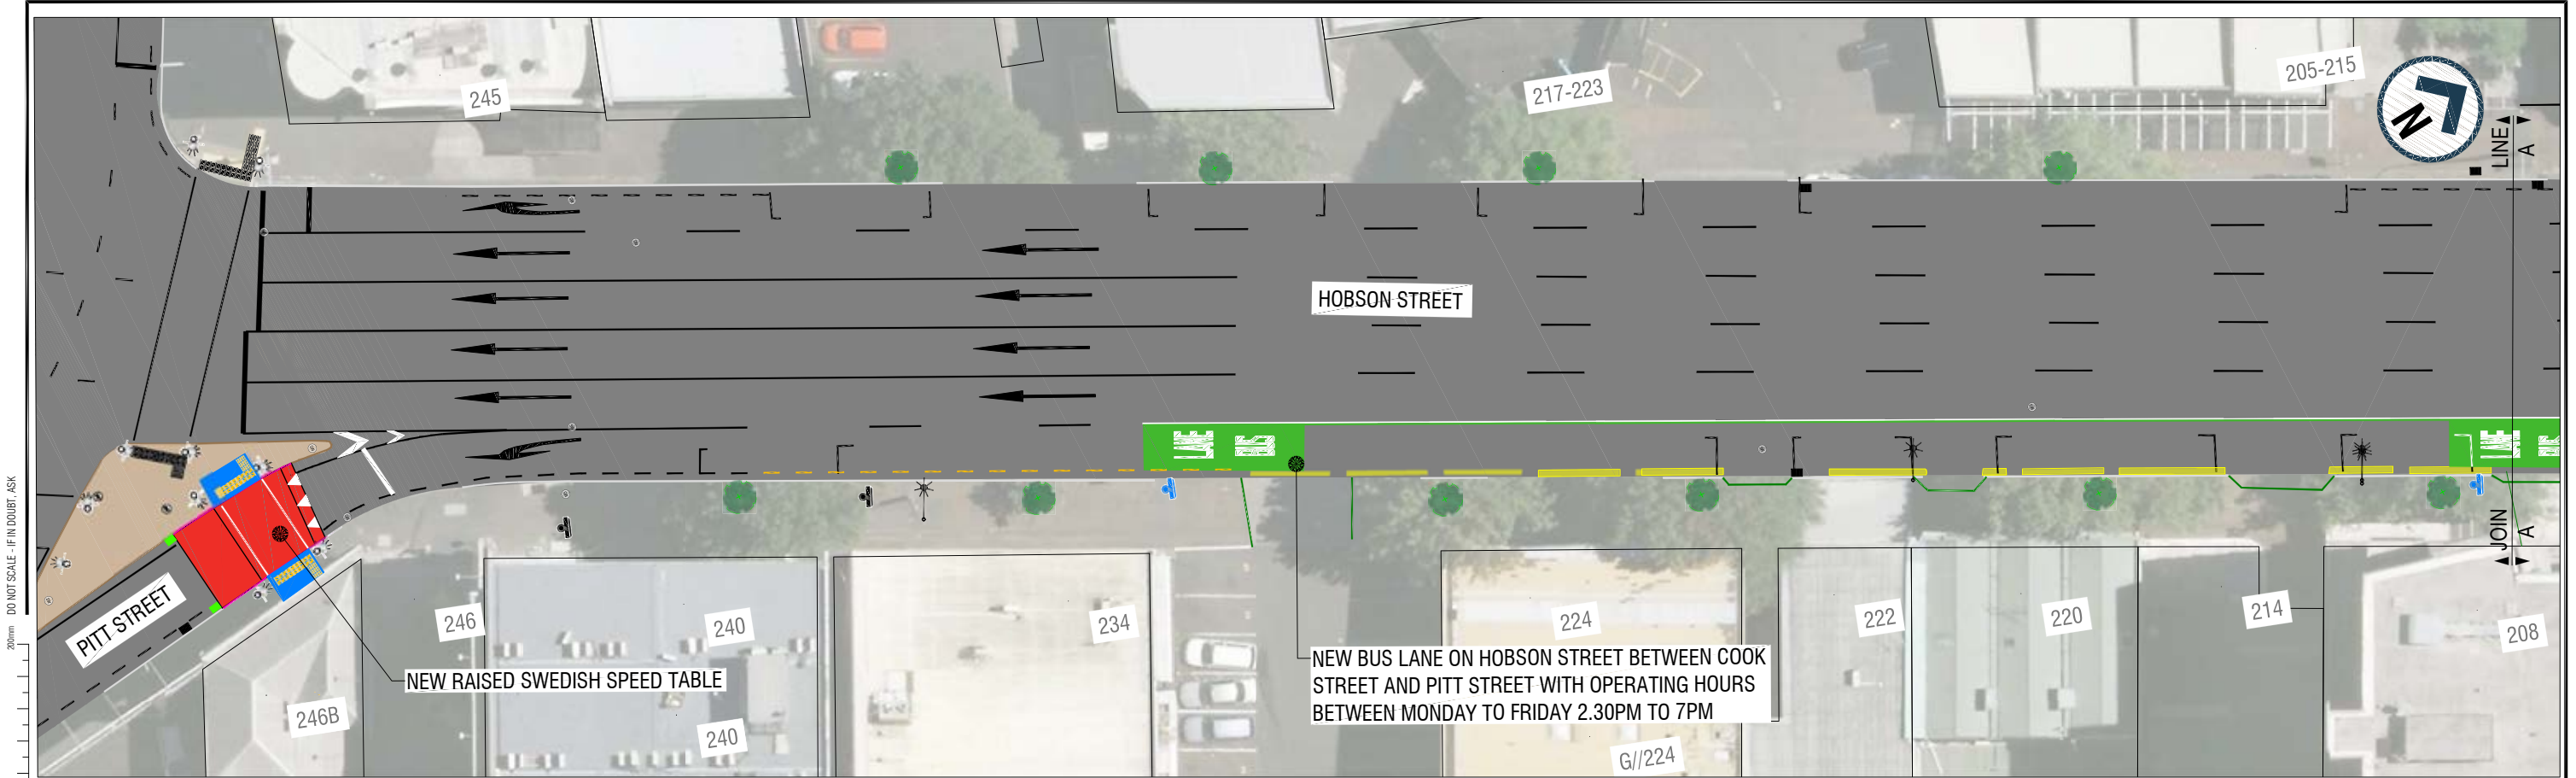 245
217-223
205-215
N
LINE
A
HOBSON STREET
LANE
BUS
LANE
JOIN
A
PITT STREET
246
240
234
224
222
220
214
208
NEW RAISED SWEDISH SPEED TABLE
NEW BUS LANE ON HOBSON STREET BETWEEN COOK
STREET AND PITT STREET WITH OPERATING HOURS
BETWEEN MONDAY TO FRIDAY 2.30PM TO 7PM
246B
240
G//224
DO NOT SCALE - IF IN DOUBT, ASK
200mm